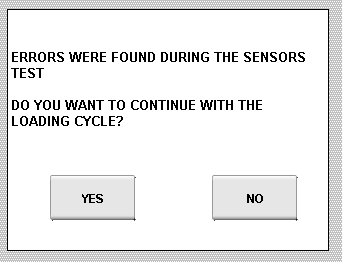 ERRORS WERE FOUND DURING THE SENSORS
TEST
DO YOU WANT TO CONTINUE WITH THE
LOADING CYCLE?
YES NO